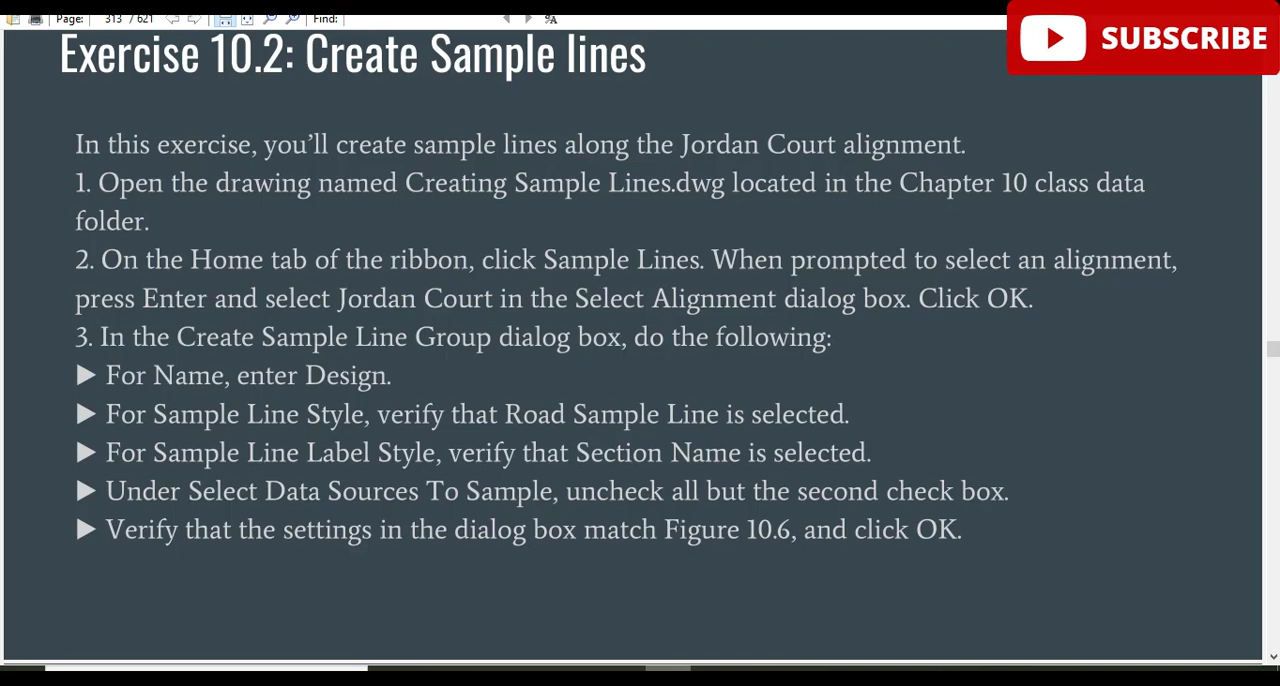 Page: 313 / 621 Find:
SUBSCRIBE
Exercise 10.2: Create Sample lines
In this exercise, you’ll create sample lines along the Jordan Court alignment.
1. Open the drawing named Creating Sample Lines.dwg located in the Chapter 10 class data
folder.
2. On the Home tab of the ribbon, click Sample Lines. When prompted to select an alignment,
press Enter and select Jordan Court in the Select Alignment dialog box. Click OK.
3. In the Create Sample Line Group dialog box, do the following:
▶ For Name, enter Design.
▶ For Sample Line Style, verify that Road Sample Line is selected.
▶ For Sample Line Label Style, verify that Section Name is selected.
▶ Under Select Data Sources To Sample, uncheck all but the second check box.
▶ Verify that the settings in the dialog box match Figure 10.6, and click OK.